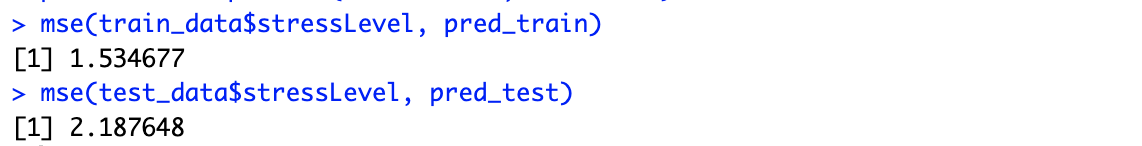 > mse(train_data$stressLevel, pred_train)
[1] 1.534677
> mse(test_data$stressLevel, pred_test)
[1] 2.187648